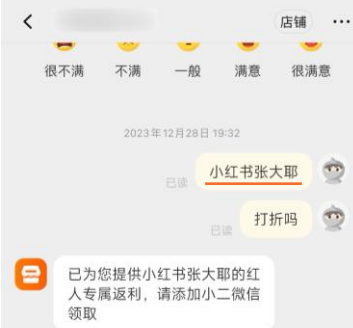 店铺
很不满 不满 一般 满意 很满意
2023年12月28日 19:32
小红书张大耶
已读
打折吗
已读
已为您提供小红书张大耶的红
人专属返利，请添加小二微信
领取